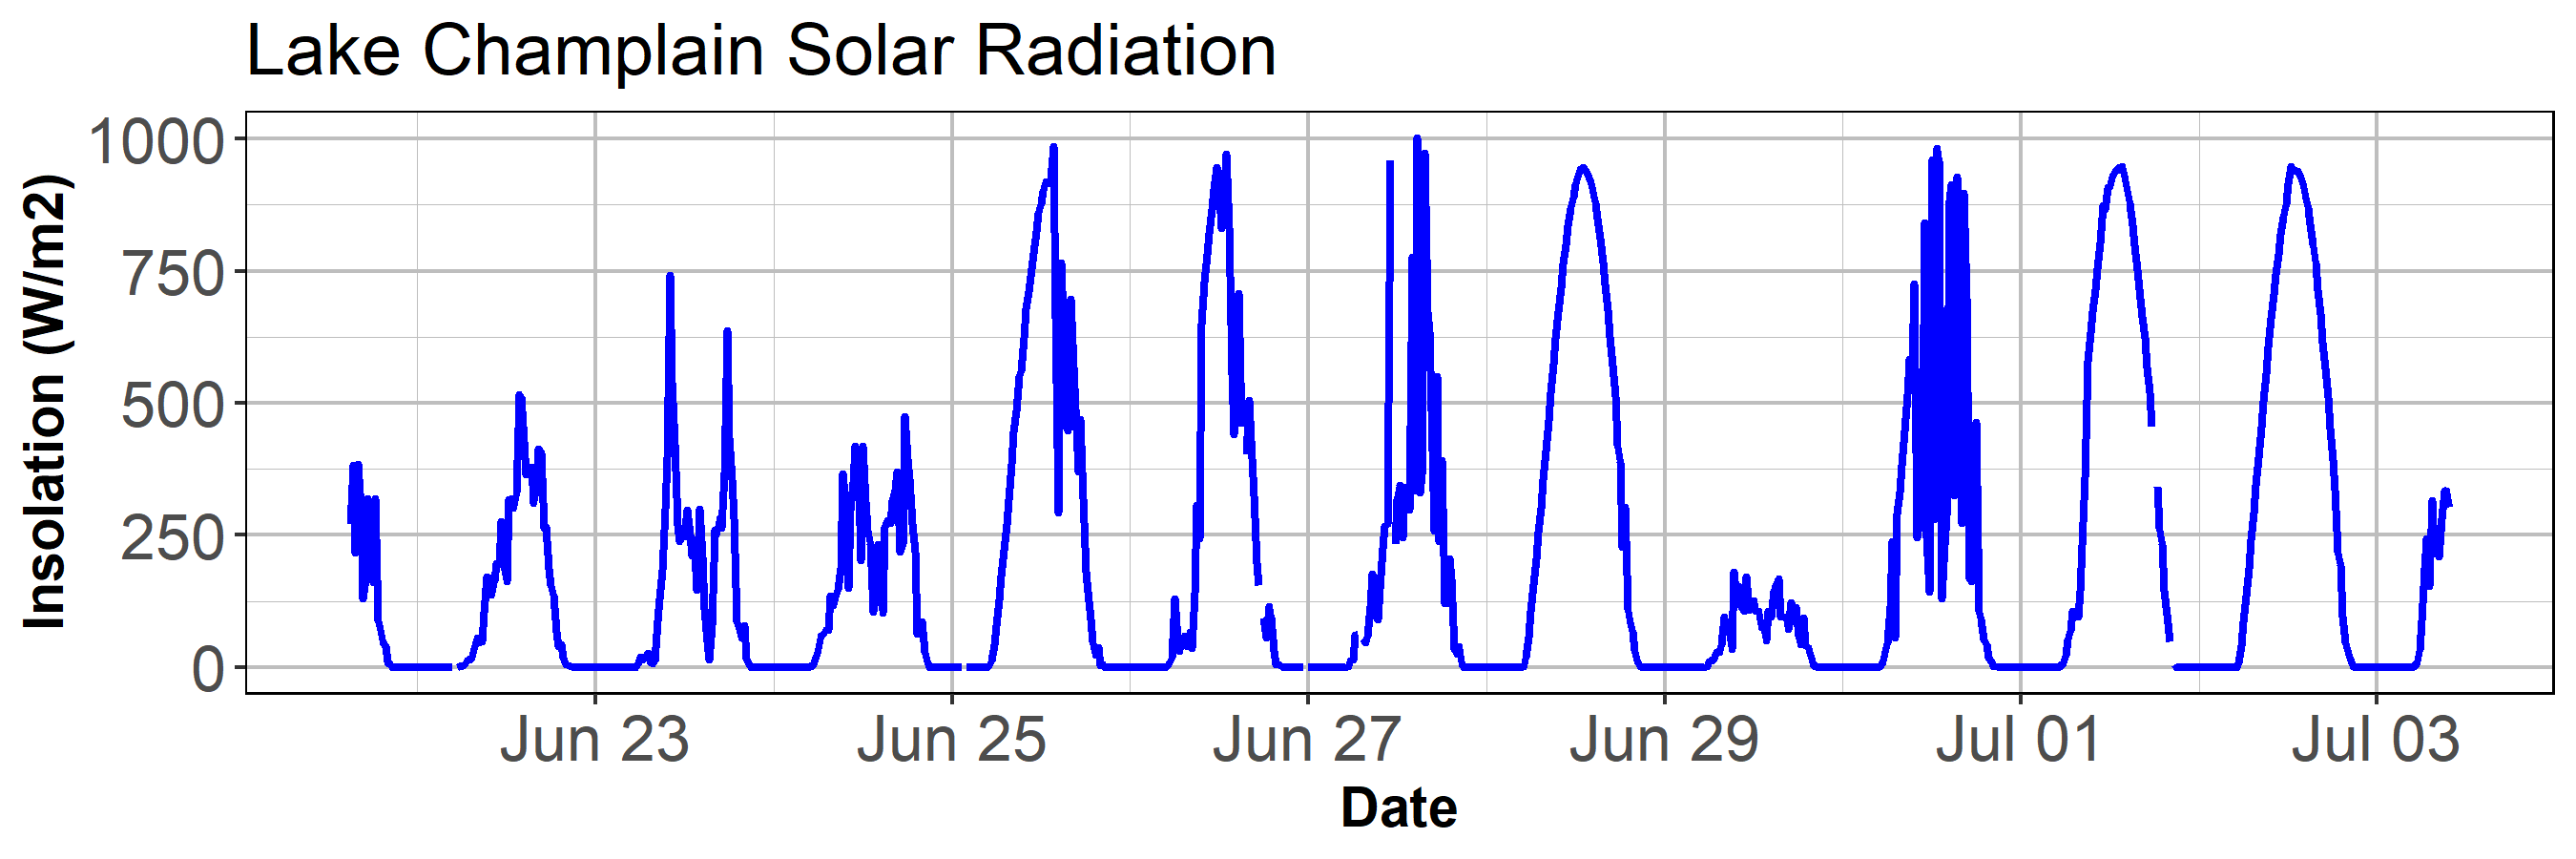 Lake Champlain Solar Radiation
Insolation (W/m2)
1000
750
500
250
0
Jun 23
Jun 25
Jun 27
Jun 29
Jul 01
Jul 03
Date